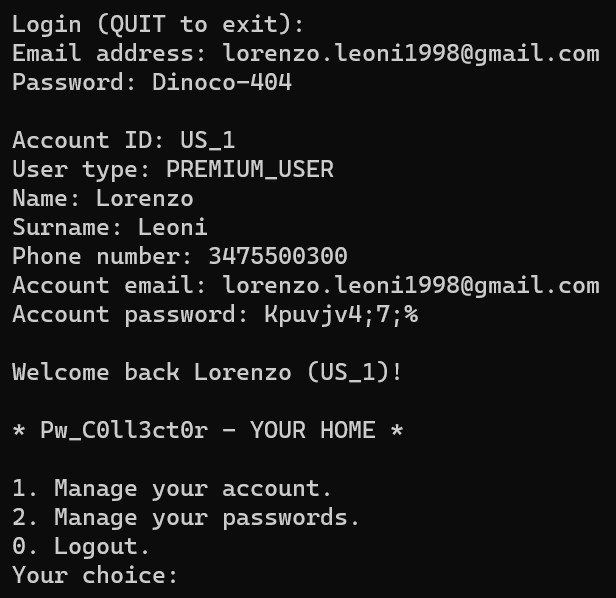 Login (QUIT to exit):
Email address: lorenzo.leoni1998@gmail.com
Password: Dinoco-404
Account ID: US_1
User type: PREMIUM_USER
Name: Lorenzo
Surname: Leoni
Phone number: 3475500300
Account email: lorenzo.leoni1998@gmail.com
Account password: Kpuvjv4;7;%
Welcome back Lorenzo (US_1)!
* Pw_C0ll3ct0r - YOUR HOME *
1. Manage your account.
2. Manage your passwords.
0. Logout.
Your choice: